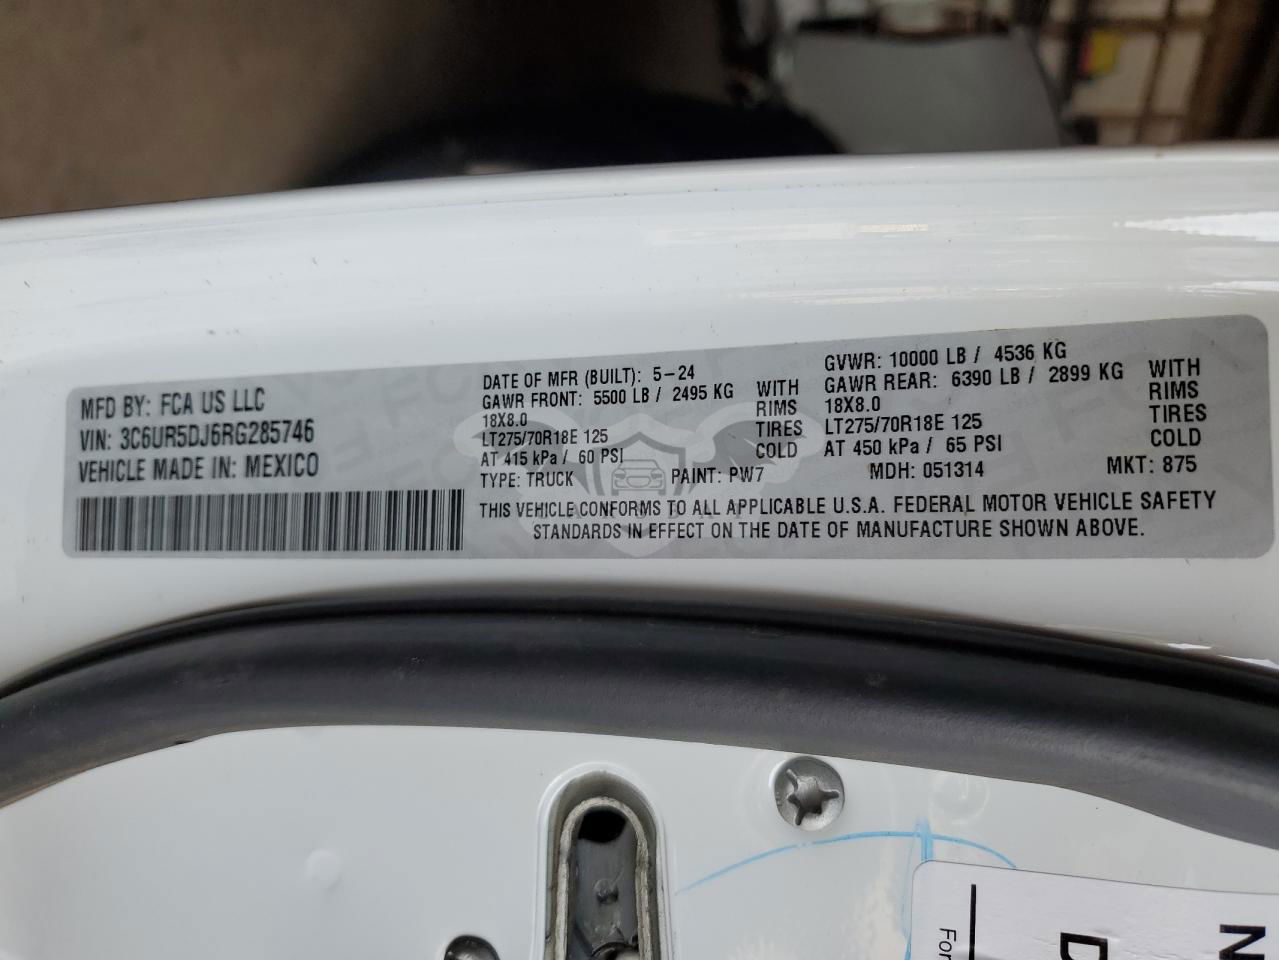 MFD BY: FCA US LLC
VIN: 3C6UR5DJ6RG285746
VEHICLE MADE IN: MEXICO
DATE OF MFR (BUILT): 5-24
GAWR FRONT: 5500 LB / 2495 KG WITH
18X8.0 RIMS
LT275/70R18E 125 TIRES
AT 415 kPa / 60 PSI COLD
TYPE: TRUCK PAINT: PW7
GVWR: 10000 LB / 4536 KG
GAWR REAR: 6390 LB / 2899 KG WITH
18X8.0 RIMS
LT275/70R18E 125 TIRES
AT 450 kPa / 65 PSI COLD
MDH: 051314 MKT: 875
THIS VEHICLE CONFORMS TO ALL APPLICABLE U.S.A. FEDERAL MOTOR VEHICLE SAFETY
STANDARDS IN EFFECT ON THE DATE OF MANUFACTURE SHOWN ABOVE.